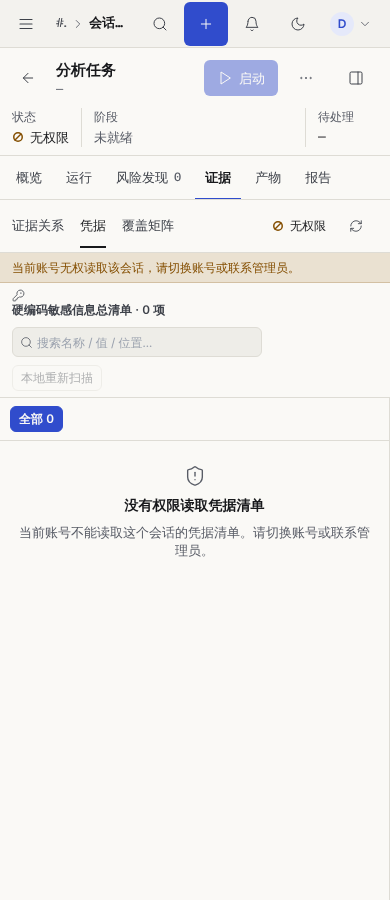 #. 会话…
D
分析任务
–
启动
状态 阶段 待处理
无权限 未就绪 –
概览 运行 风险发现 0 证据 产物 报告
证据关系 凭据 覆盖矩阵 无权限
当前账号无权读取该会话，请切换账号或联系管理员。
硬编码敏感信息总清单 · 0 项
搜索名称 / 值 / 位置...
本地重新扫描
全部 0
没有权限读取凭据清单
当前账号不能读取这个会话的凭据清单。请切换账号或联系管
理员。